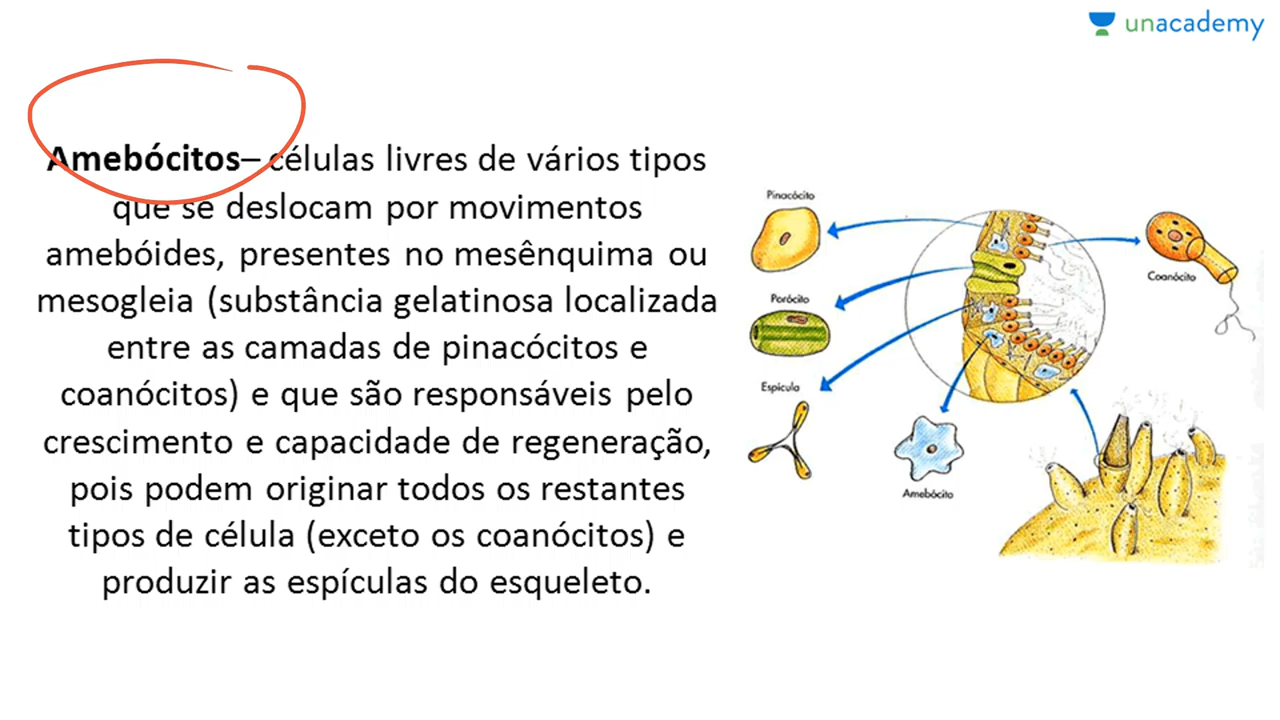 unacademy
Amebócitos– células livres de vários tipos
que se deslocam por movimentos
amebóides, presentes no mesênquima ou
mesogleia (substância gelatinosa localizada
entre as camadas de pinacócitos e
coanócitos) e que são responsáveis pelo
crescimento e capacidade de regeneração,
pois podem originar todos os restantes
tipos de célula (exceto os coanócitos) e
produzir as espículas do esqueleto.
Pinacócito
Coanócito
Porócito
Espícula
Amebócito